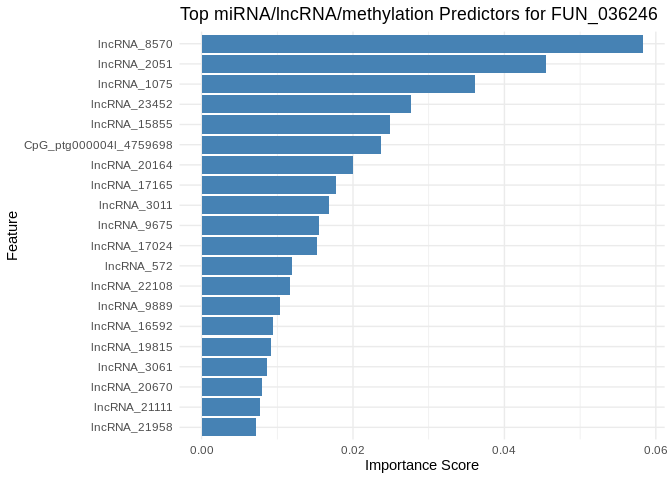 Top miRNA/lncRNA/methylation Predictors for FUN_036246
lncRNA_8570
lncRNA_2051
lncRNA_1075
lncRNA_23452
lncRNA_15855
CpG_ptg000004l_4759698
lncRNA_20164
lncRNA_17165
lncRNA_3011
lncRNA_9675
lncRNA_17024
lncRNA_572
lncRNA_22108
lncRNA_9889
lncRNA_16592
lncRNA_19815
lncRNA_3061
lncRNA_20670
lncRNA_21111
lncRNA_21958
Feature
0.00 0.02 0.04 0.06
Importance Score